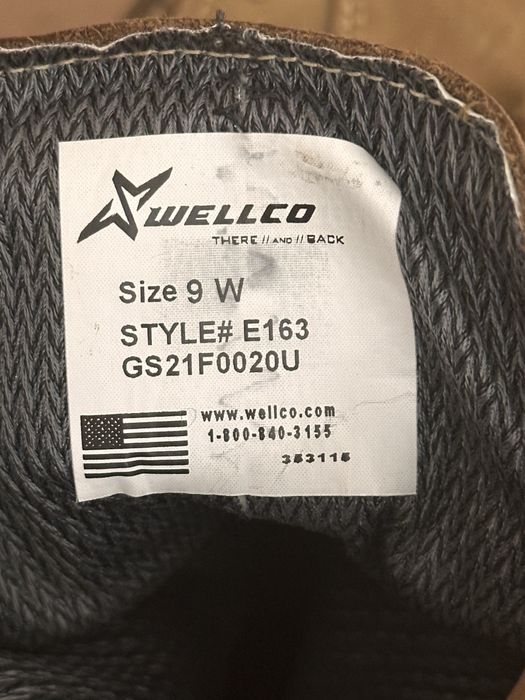 WELLCO
THERE // AND // BACK
Size 9 W
STYLE# E163
GS21F0020U
www.wellco.com
1-800-840-3155
353115